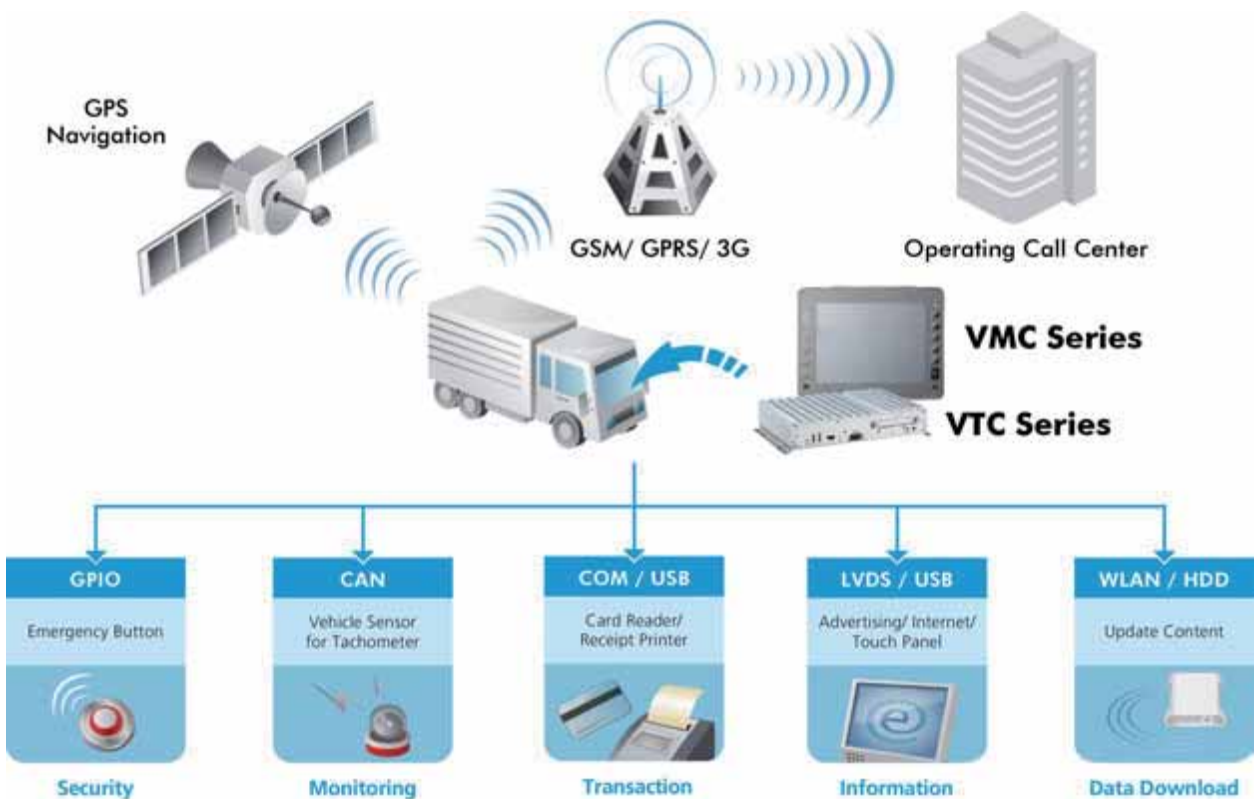 GPS
Navigation
GSM/ GPRS/ 3G
Operating Call Center
VMC Series
VTC Series
GPIO
Emergency Button
Security
CAN
Vehicle Sensor
for Tachometer
Monitoring
COM / USB
Card Reader/
Receipt Printer
Transaction
LVDS / USB
Advertising/ Internet/
Touch Panel
e
Information
WLAN / HDD
Update Content
Data Download